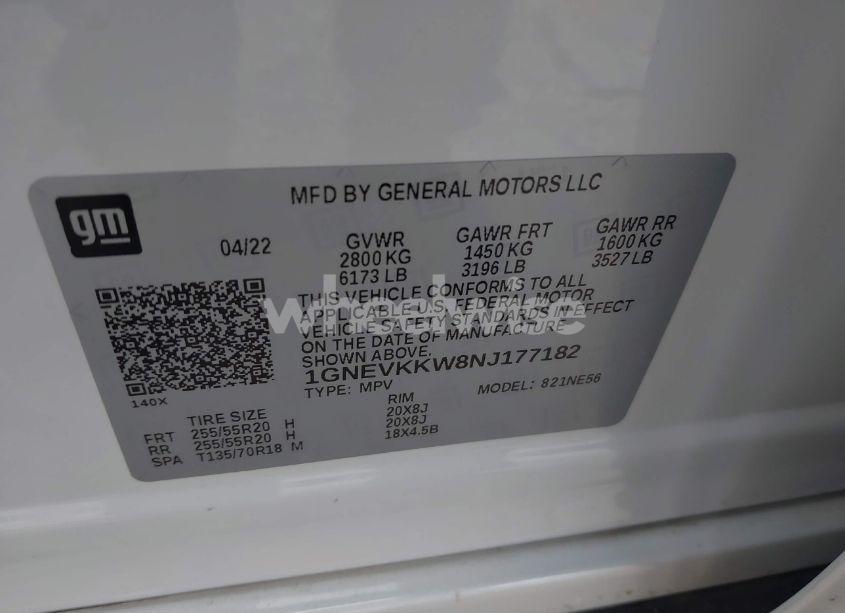 gm
MFD BY GENERAL MOTORS LLC
04/22
GVWR
2800 KG
6173 LB
GAWR FRT
1450 KG
3196 LB
GAWR RR
1600 KG
3527 LB
THIS VEHICLE CONFORMS TO ALL
APPLICABLE U.S. FEDERAL MOTOR
VEHICLE SAFETY STANDARDS IN EFFECT
ON THE DATE OF MANUFACTURE
SHOWN ABOVE.
1GNEVKKW8NJ177182
TYPE: MPV
MODEL: 821NE56
140X
TIRE SIZE
RIM
FRT 255/55R20 H 20X8J
RR 255/55R20 H 20X8J
SPA T135/70R18 M 18X4.5B